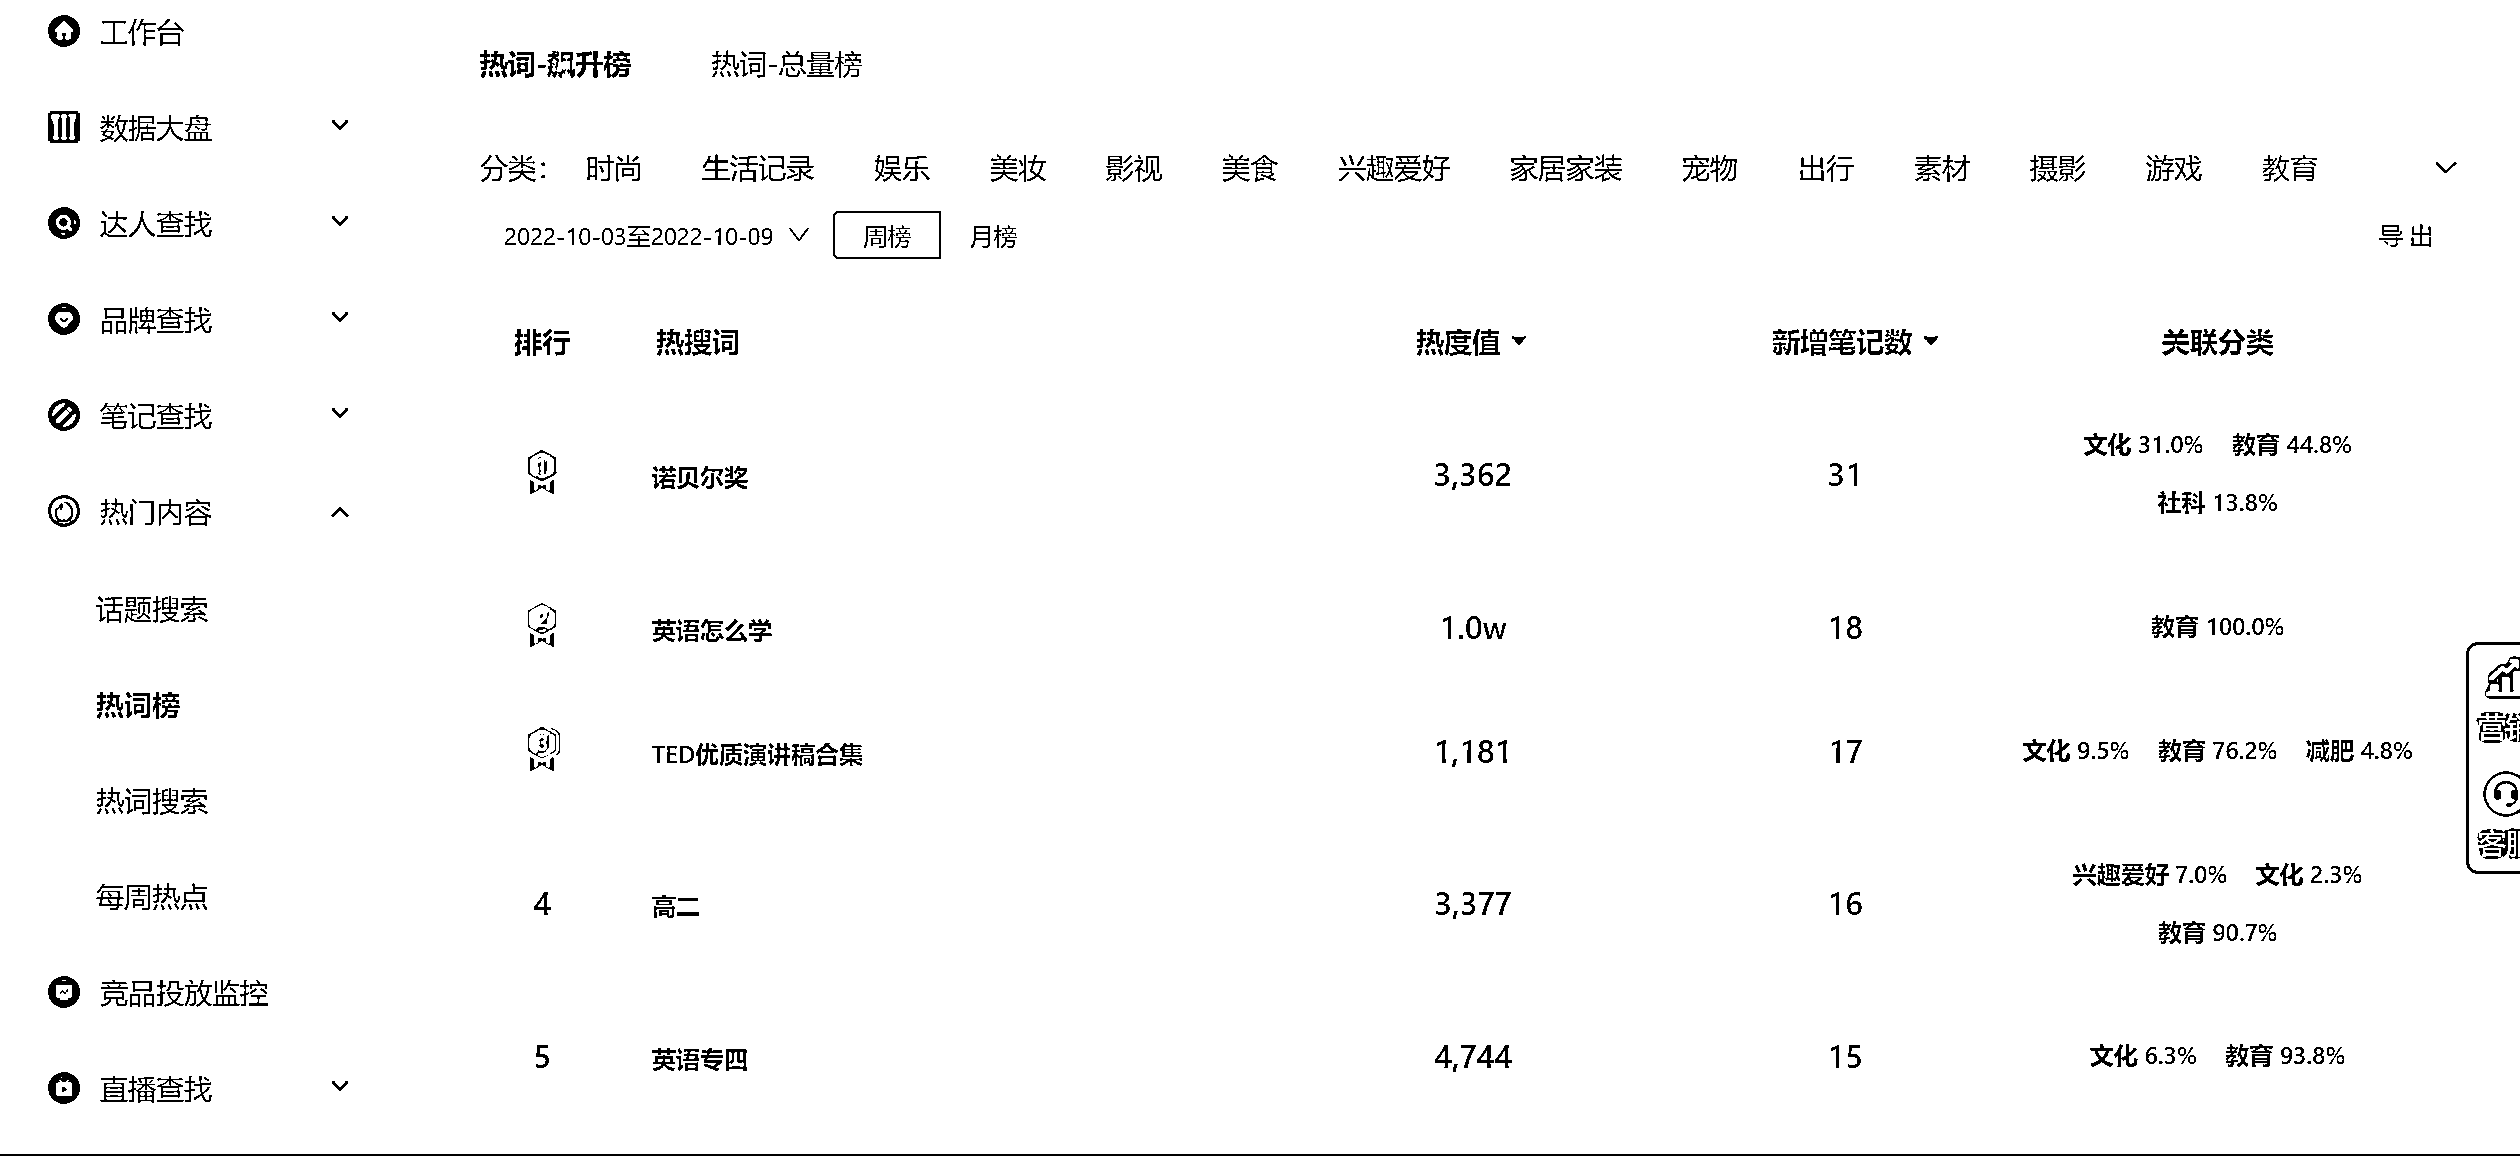 工作台
数据大盘
达人查找
品牌查找
笔记查找
热门内容
话题搜索
热词榜
热词搜索
每周热点
竞品投放监控
直播查找
热词-飙升榜 热词-总量榜
分类： 时尚 生活记录 娱乐 美妆 影视 美食 兴趣爱好 家居家装 宠物 出行 素材 摄影 游戏 教育
2022-10-03至2022-10-09 周榜 月榜 导出
排行 热搜词 热度值 新增笔记数 关联分类
1 诺贝尔奖 3,362 31 文化 31.0% 教育 44.8%
社科 13.8%
2 英语怎么学 1.0w 18 教育 100.0%
3 TED优质演讲稿合集 1,181 17 文化 9.5% 教育 76.2% 减肥 4.8%
4 高二 3,377 16 兴趣爱好 7.0% 文化 2.3%
教育 90.7%
5 英语专四 4,744 15 文化 6.3% 教育 93.8%
营
客